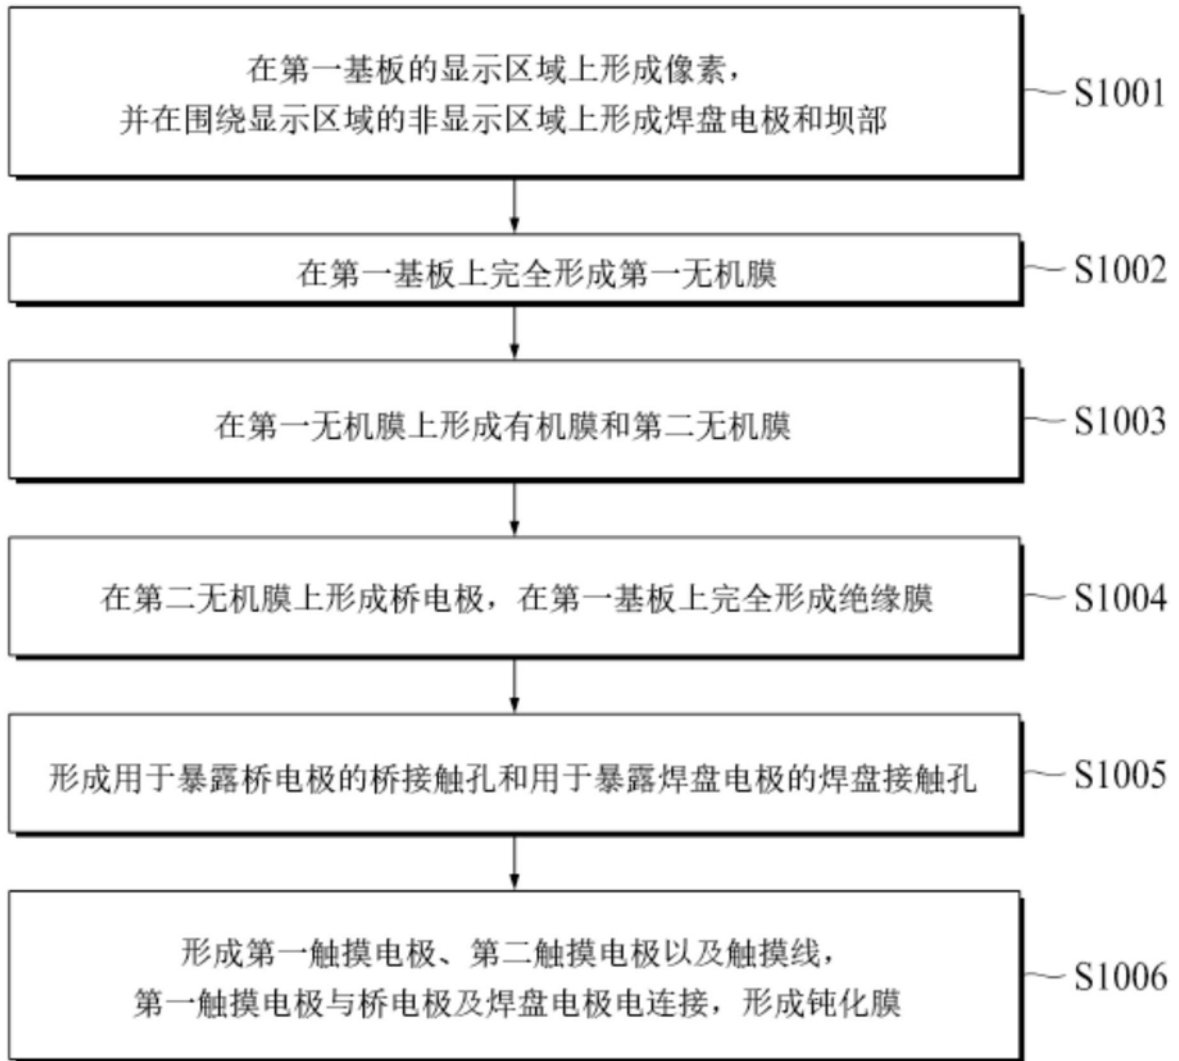 在第一基板的显示区域上形成像素，
并在围绕显示区域的非显示区域上形成焊盘电极和坝部
S1001
在第一基板上完全形成第一无机膜
S1002
在第一无机膜上形成有机膜和第二无机膜
S1003
在第二无机膜上形成桥电极，在第一基板上完全形成绝缘膜
S1004
形成用于暴露桥电极的桥接触孔和用于暴露焊盘电极的焊盘接触孔
S1005
形成第一触摸电极、第二触摸电极以及触摸线，
第一触摸电极与桥电极及焊盘电极电连接，形成钝化膜
S1006